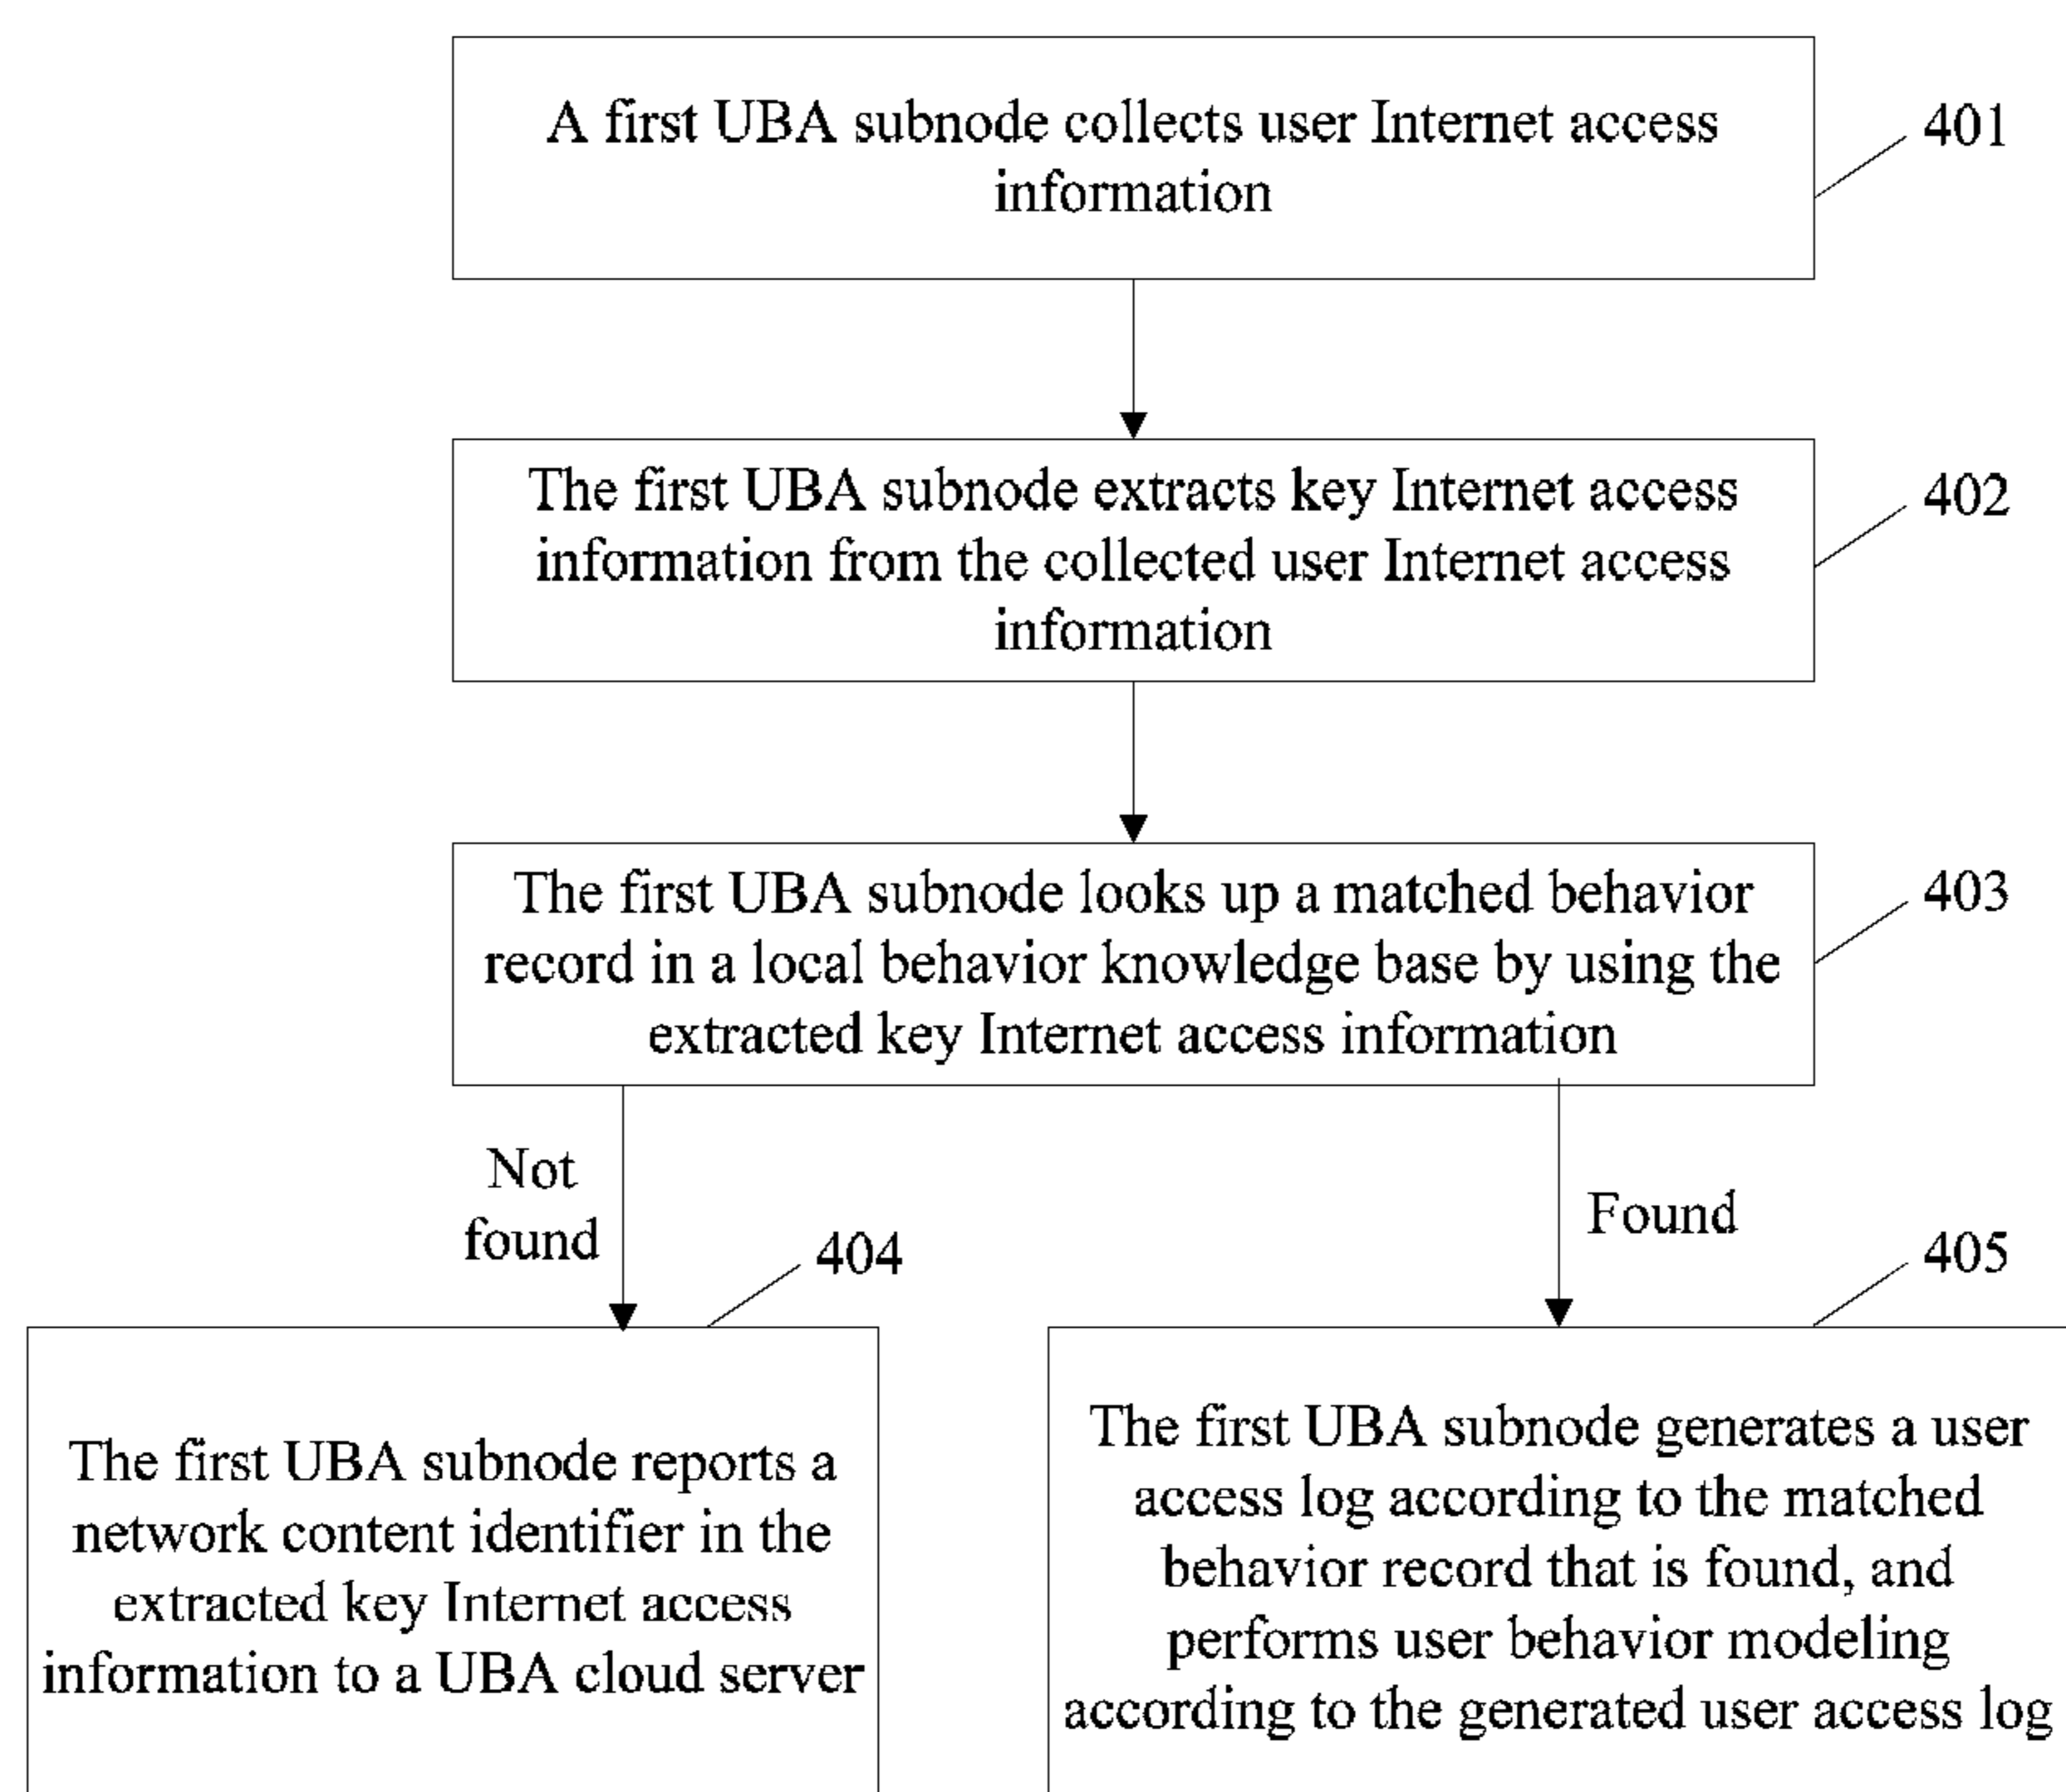 A first UBA subnode collects user Internet access
information
401
The first UBA subnode extracts key Internet access
information from the collected user Internet access
information
402
The first UBA subnode looks up a matched behavior
record in a local behavior knowledge base by using the
extracted key Internet access information
403
Not
found
Found
404
405
The first UBA subnode reports a
network content identifier in the
extracted key Internet access
information to a UBA cloud server
The first UBA subnode generates a user
access log according to the matched
behavior record that is found, and
performs user behavior modeling
according to the generated user access log